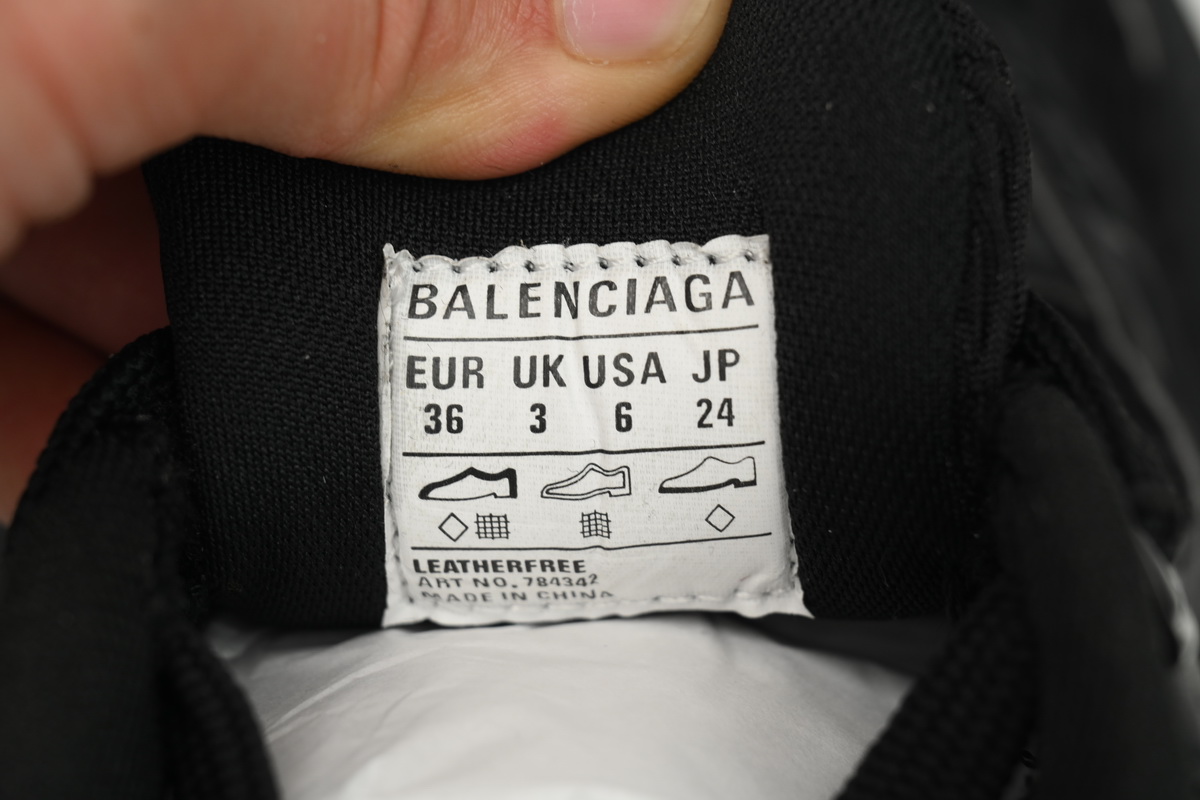 BALENCIAGA
EUR UK USA JP
36 3 6 24
LEATHERFREE
ART NO. 784342
MADE IN CHINA